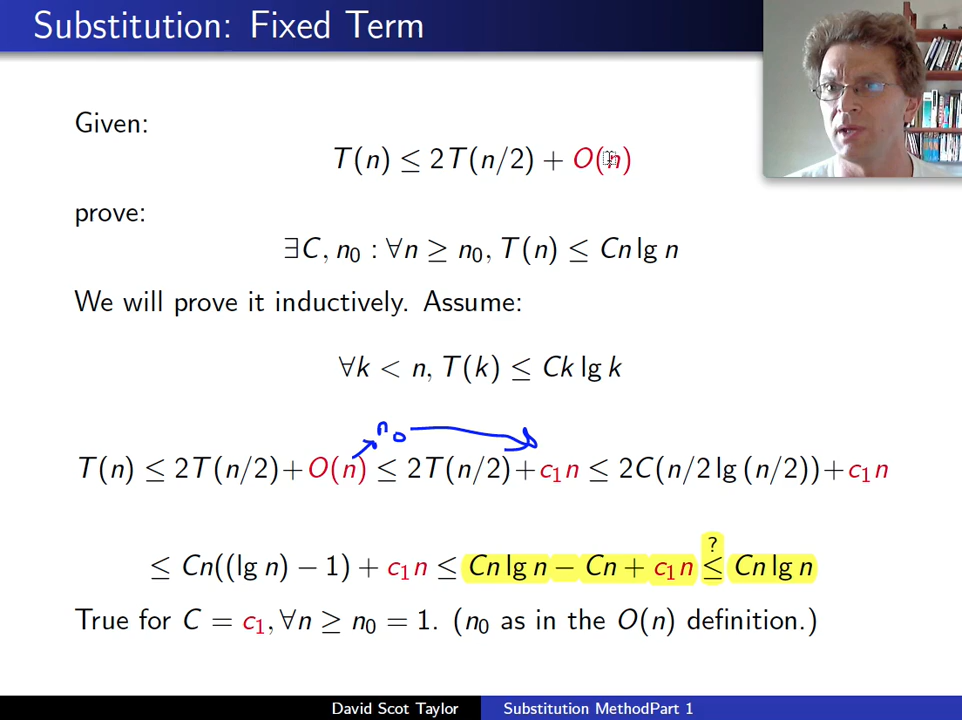 Substitution: Fixed Term
Given:
T(n) ≤ 2T(n/2) + O(n)
prove:
∃C, n₀ : ∀n ≥ n₀, T(n) ≤ Cn lg n
We will prove it inductively. Assume:
∀k < n, T(k) ≤ Ck lg k
n₀
T(n) ≤ 2T(n/2)+O(n) ≤ 2T(n/2)+c₁n ≤ 2C(n/2 lg (n/2))+c₁n
?
≤ Cn((lg n) − 1) + c₁n ≤ Cn lg n − Cn + c₁n ≤ Cn lg n
True for C = c₁, ∀n ≥ n₀ = 1. (n₀ as in the O(n) definition.)
David Scot Taylor Substitution MethodPart 1